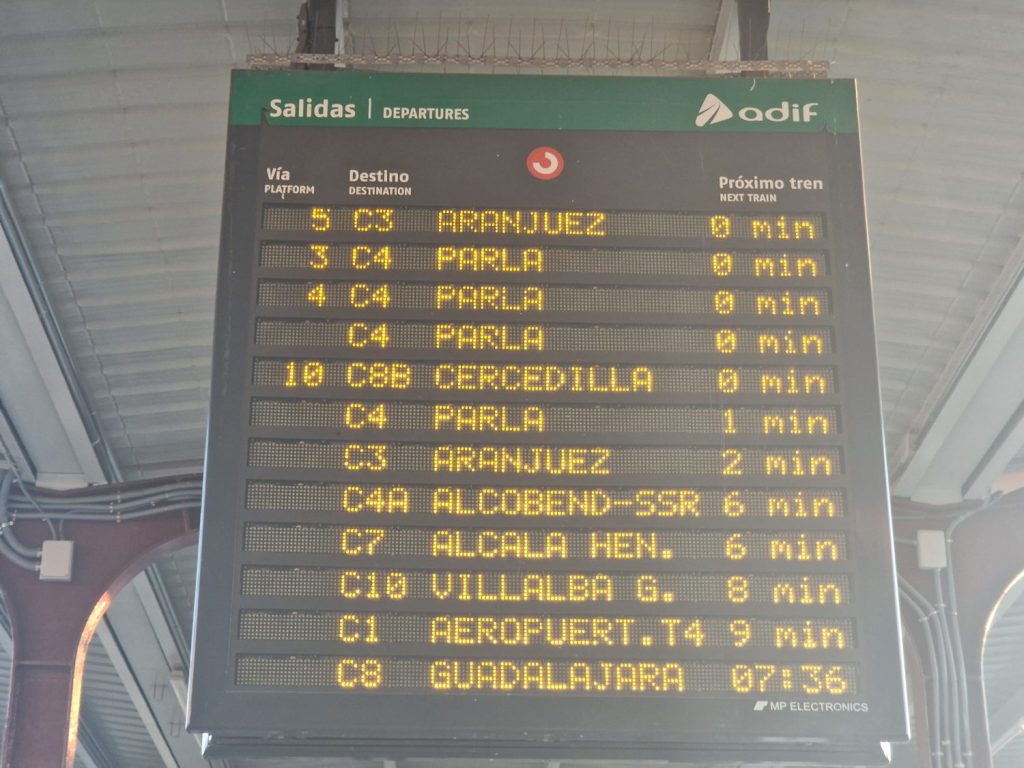 Salidas | DEPARTURES adif
Vía Destino Próximo tren
PLATFORM DESTINATION NEXT TRAIN
5 C3 ARANJUEZ 0 min
3 C4 PARLA 0 min
4 C4 PARLA 0 min
C4 PARLA 0 min
10 C8B CERCEDILLA 0 min
C4 PARLA 1 min
C3 ARANJUEZ 2 min
C4A ALCOBEND-SSR 6 min
C7 ALCALA HEN. 6 min
C10 VILLALBA G. 8 min
C1 AEROPUERT.T4 9 min
C8 GUADALAJARA 07:36
MP ELECTRONICS